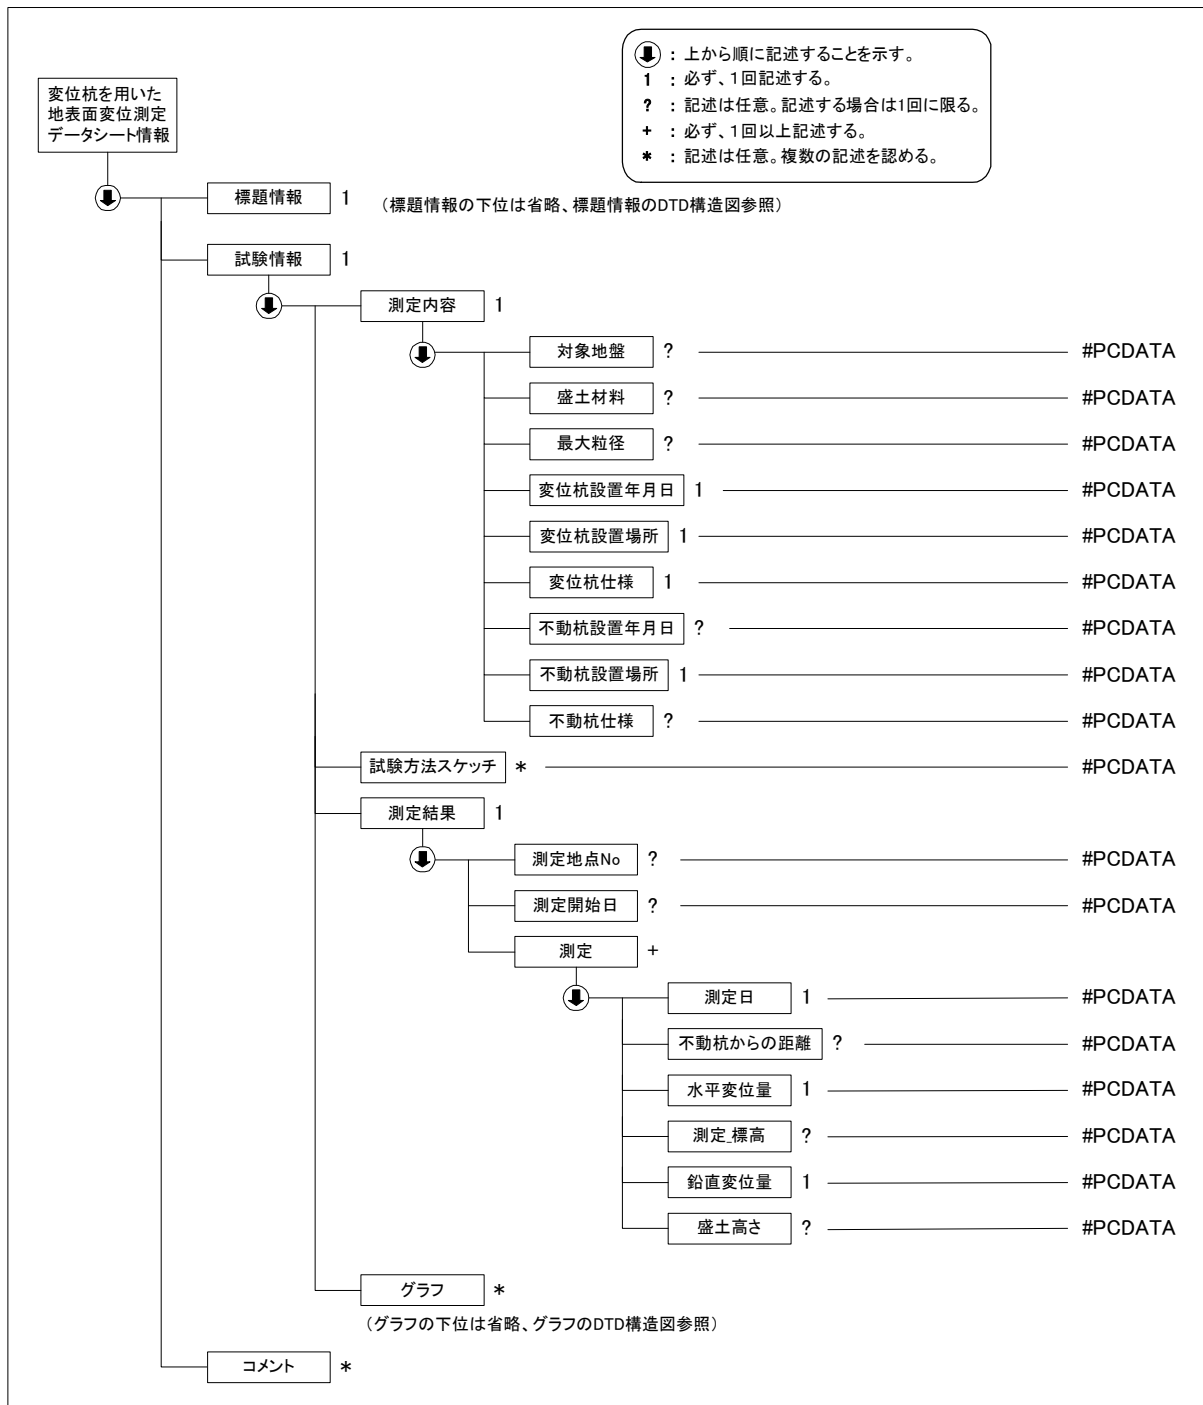 : 上から順に記述することを示す。
1 : 必ず、1回記述する。
? : 記述は任意。記述する場合は1回に限る。
+ : 必ず、1回以上記述する。
* : 記述は任意。複数の記述を認める。
変位杭を用いた
地表面変位測定
データシート情報
標題情報 1 (標題情報の下位は省略、標題情報のDTD構造図参照)
試験情報 1
測定内容 1
対象地盤 ? #PCDATA
盛土材料 ? #PCDATA
最大粒径 ? #PCDATA
変位杭設置年月日 1 #PCDATA
変位杭設置場所 1 #PCDATA
変位杭仕様 1 #PCDATA
不動杭設置年月日 ? #PCDATA
不動杭設置場所 1 #PCDATA
不動杭仕様 ? #PCDATA
試験方法スケッチ * #PCDATA
測定結果 1
測定地点No ? #PCDATA
測定開始日 ? #PCDATA
測定 +
測定日 1 #PCDATA
不動杭からの距離 ? #PCDATA
水平変位量 1 #PCDATA
測定_標高 ? #PCDATA
鉛直変位量 1 #PCDATA
盛土高さ ? #PCDATA
グラフ *
(グラフの下位は省略、グラフのDTD構造図参照)
コメント *